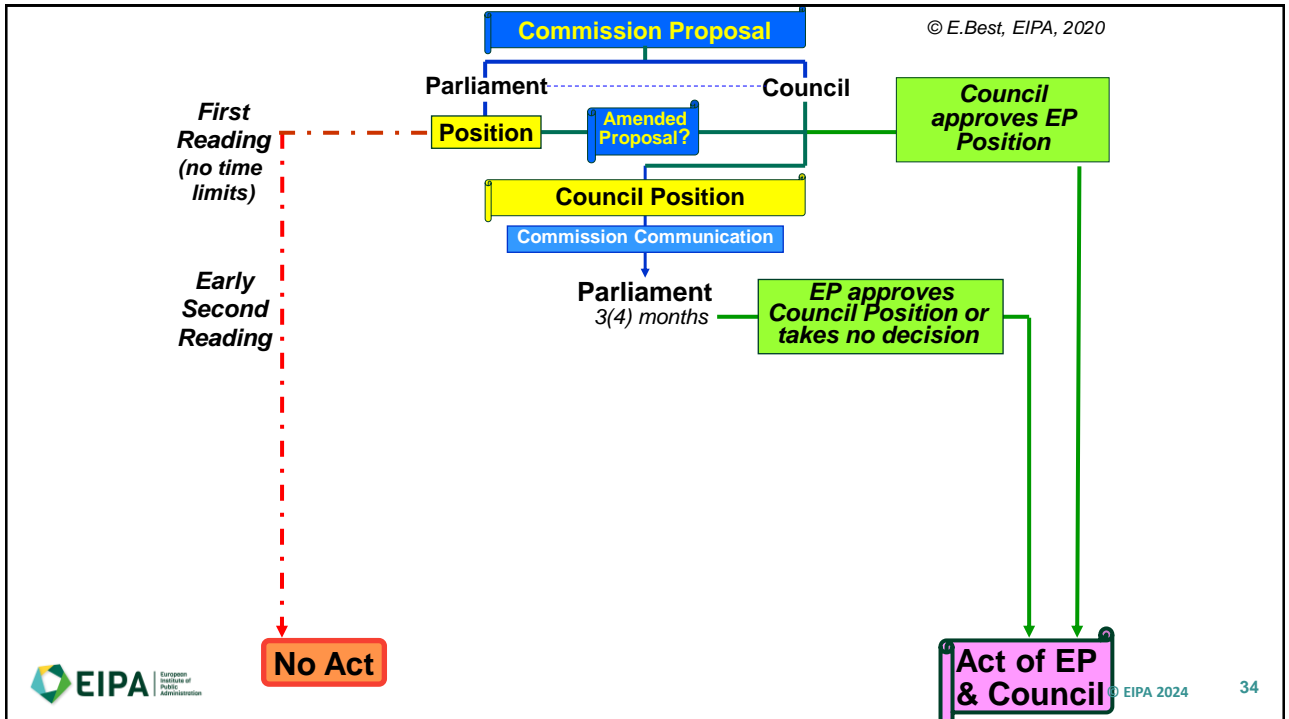 Commission Proposal
© E.Best, EIPA, 2020
Parliament
Council
First
Reading
(no time
limits)
Position
Amended
Proposal?
Council
approves EP
Position
Council Position
Commission Communication
Early
Second
Reading
Parliament
3(4) months
EP approves
Council Position or
takes no decision
No Act
Act of EP
& Council
EIPA
European
Institute of
Public
Administration
© EIPA 2024
34